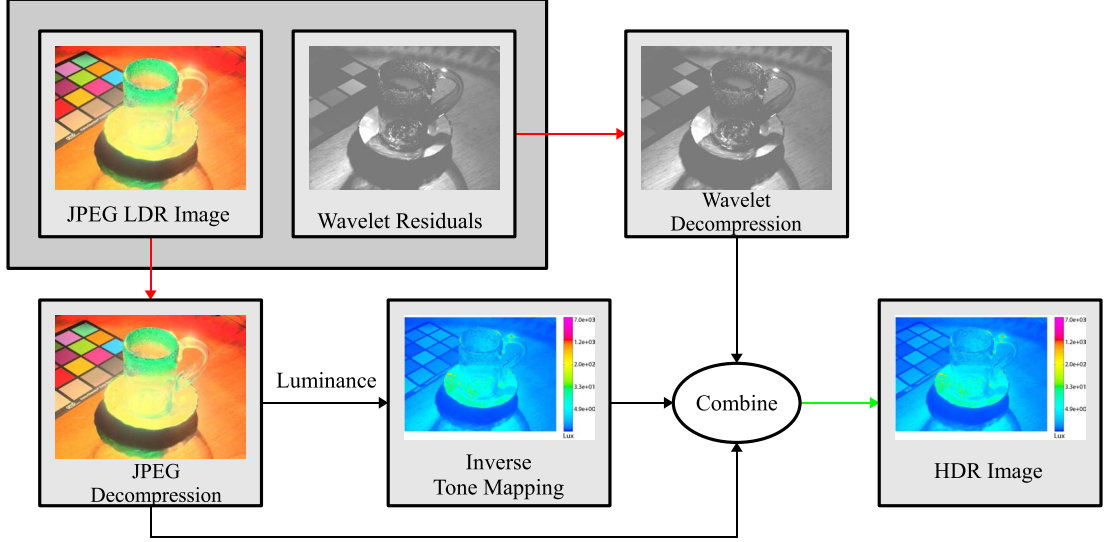 JPEG LDR Image
Wavelet Residuals
Wavelet
Decompression
JPEG
Decompression
Luminance
7.0e+03
1.2e+03
2.0e+02
3.3e+01
4.9e+00
Lux
Inverse
Tone Mapping
Combine
7.0e+03
1.2e+03
2.0e+02
3.3e+01
4.9e+00
Lux
HDR Image